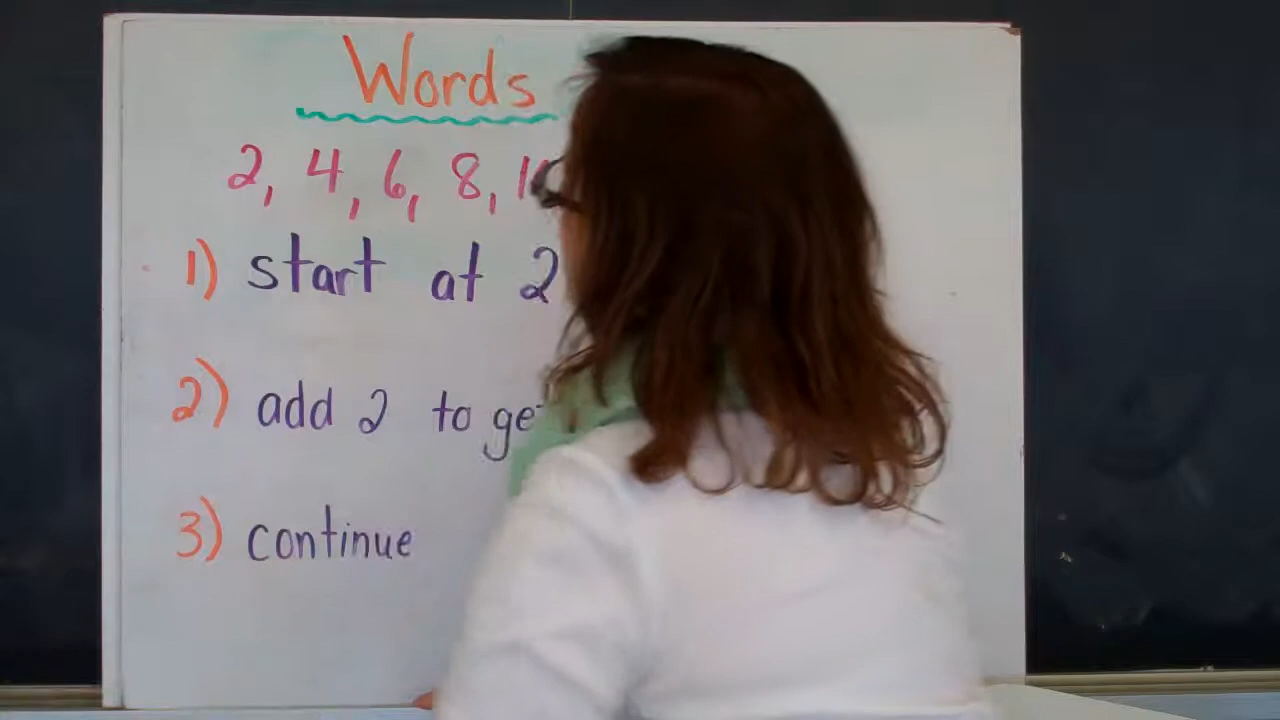 Words
2, 4, 6, 8,
1) start at 2
2) add 2 to
3) continue